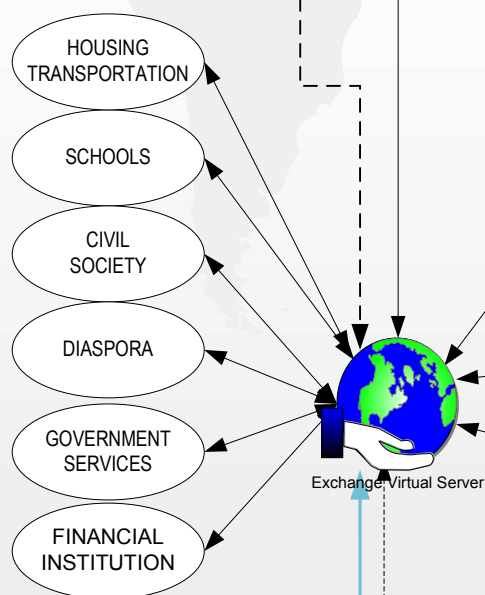 HOUSING
TRANSPORTATION
SCHOOLS
CIVIL
SOCIETY
DIASPORA
GOVERNMENT
SERVICES
Exchange Virtual Server
FINANCIAL
INSTITUTION